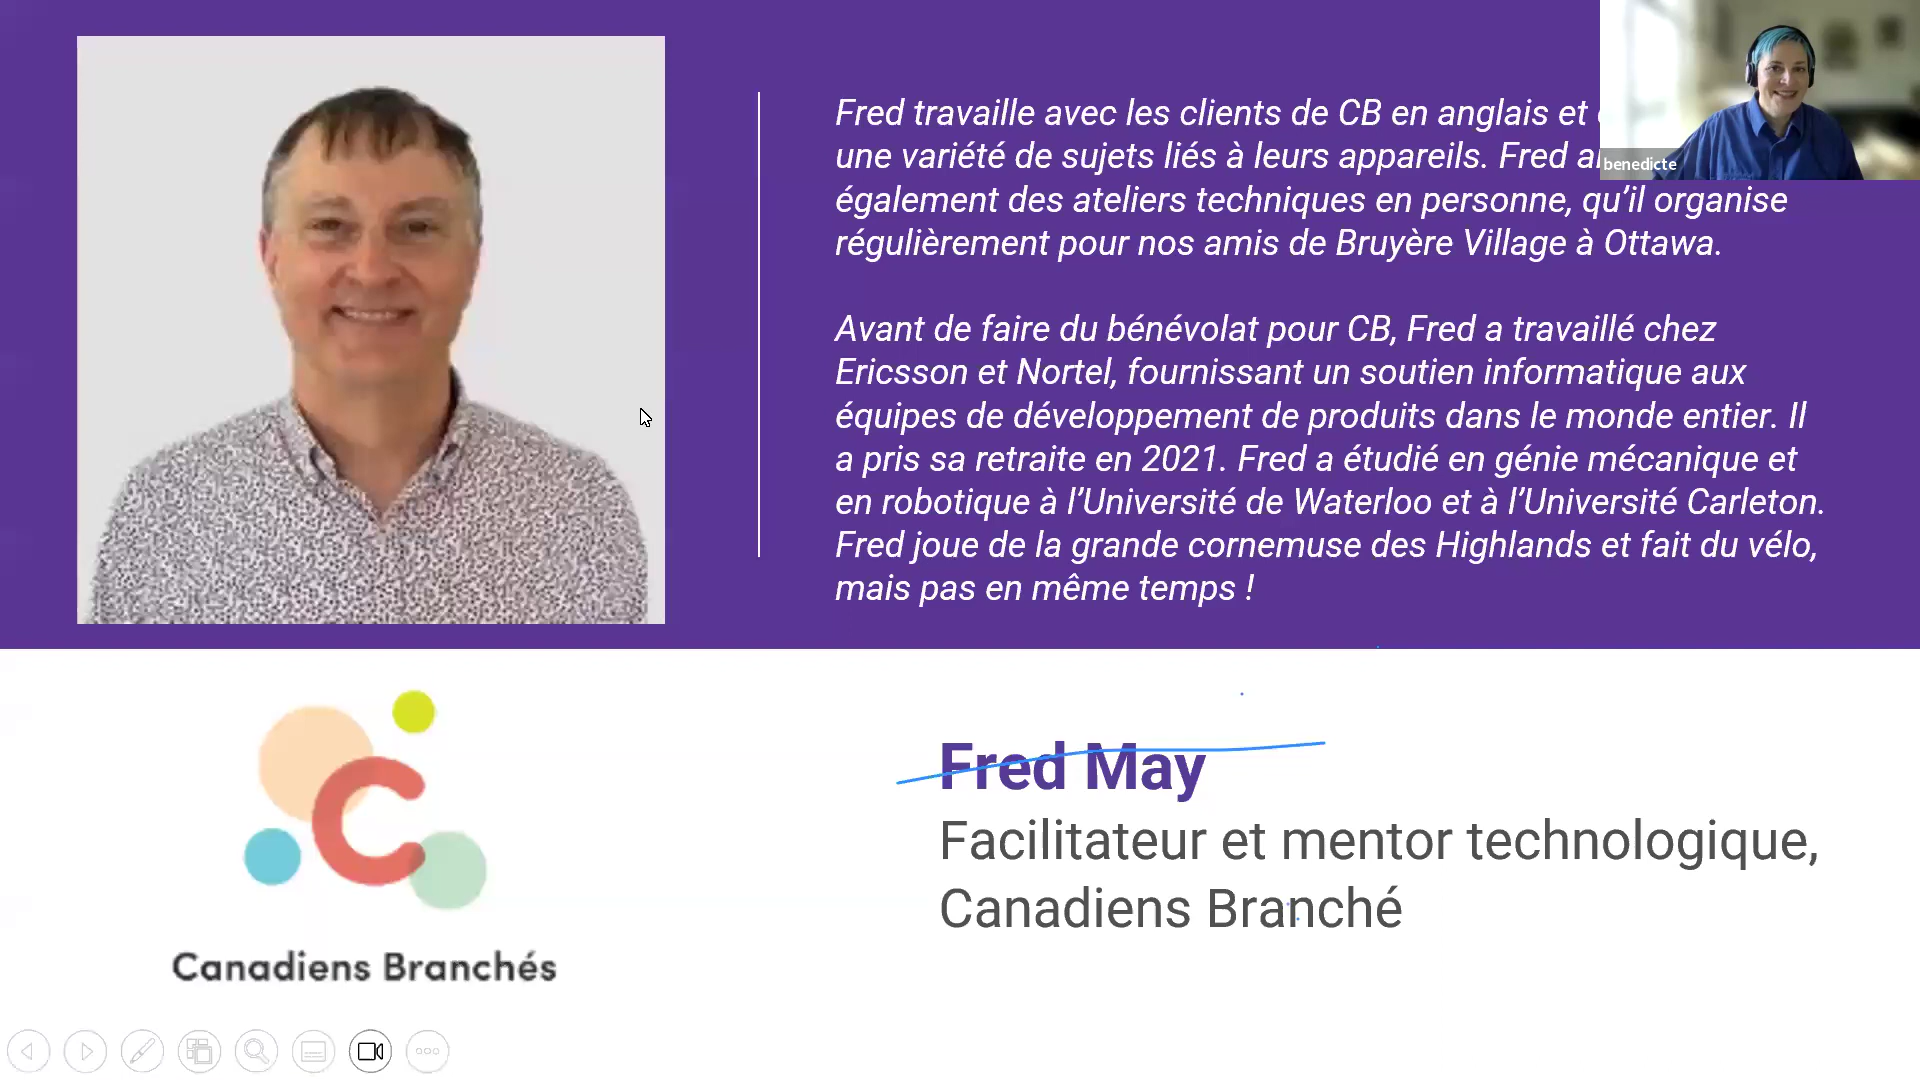 Fred travaille avec les clients de CB en anglais et
une variété de sujets liés à leurs appareils. Fred
également des ateliers techniques en personne, qu’il organise
régulièrement pour nos amis de Bruyère Village à Ottawa.
Avant de faire du bénévolat pour CB, Fred a travaillé chez
Ericsson et Nortel, fournissant un soutien informatique aux
équipes de développement de produits dans le monde entier. Il
a pris sa retraite en 2021. Fred a étudié en génie mécanique et
en robotique à l’Université de Waterloo et à l’Université Carleton.
Fred joue de la grande cornemuse des Highlands et fait du vélo,
mais pas en même temps !
benedicte
Fred May
Facilitateur et mentor technologique,
Canadiens Branché
Canadiens Branchés